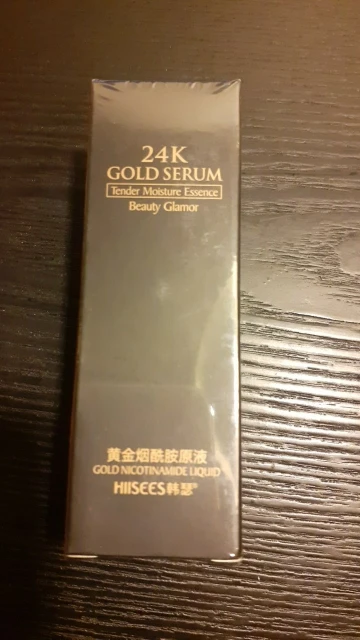 24K
GOLD SERUM
Tender Moisture Essence
Beauty Glamor
黄金烟酰胺原液
GOLD NICOTINAMIDE LIQUID
HIISEES韩瑟®